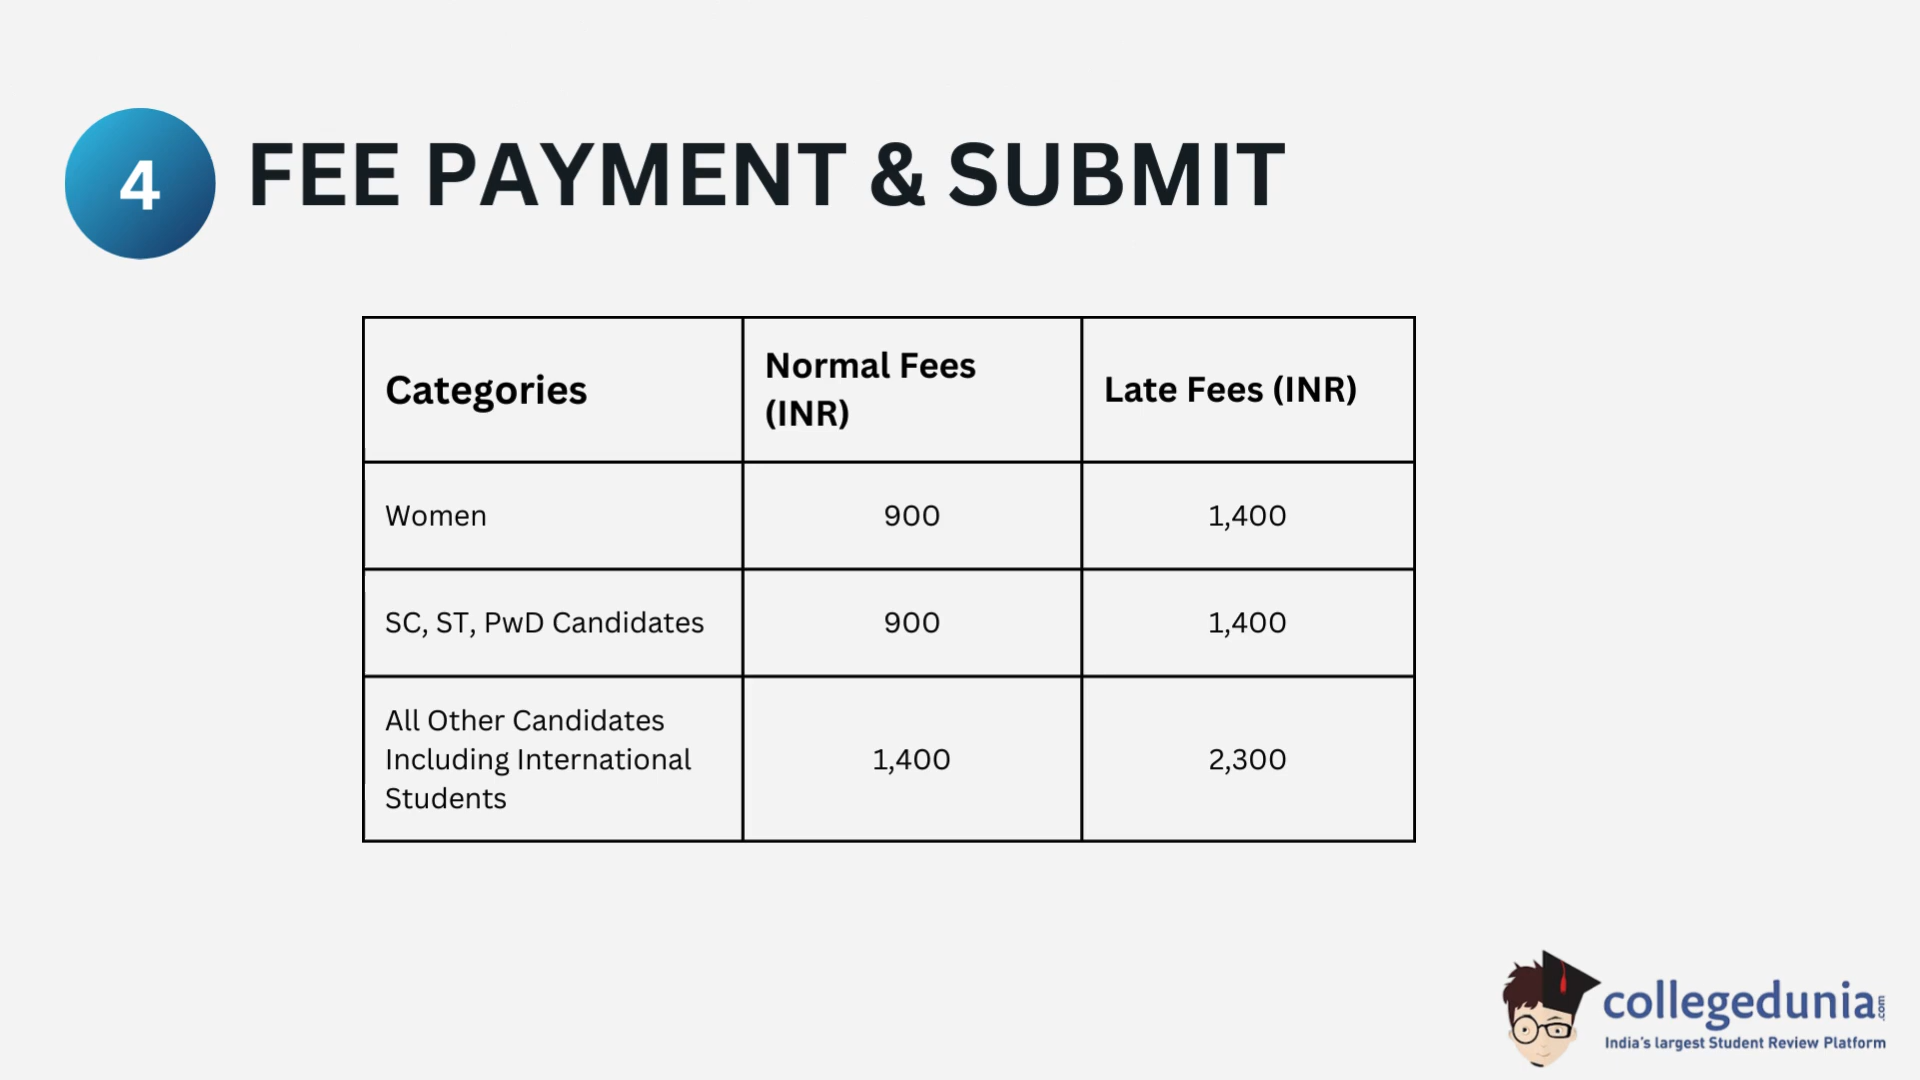 4
FEE PAYMENT & SUBMIT
Categories
Normal Fees
(INR)
Late Fees (INR)
Women
900
1,400
SC, ST, PwD Candidates
900
1,400
All Other Candidates
Including International
Students
1,400
2,300
collegedunia.com
India's largest Student Review Platform